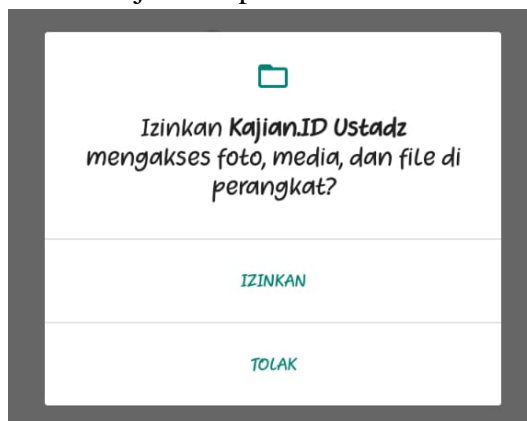 Izinkan Kajian.ID Ustadz
mengakses foto, media, dan file di
perangkat?
IZINKAN
TOLAK